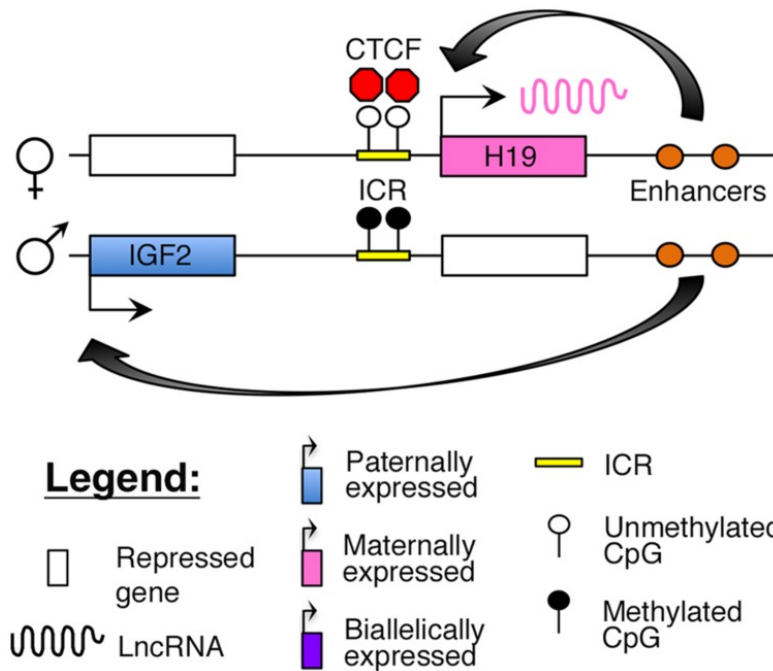 CTCF
H19
ICR
Enhancers
IGF2
Legend:
Repressed
gene
LncRNA
Paternally
expressed
Maternally
expressed
Biallelically
expressed
ICR
Unmethylated
CpG
Methylated
CpG